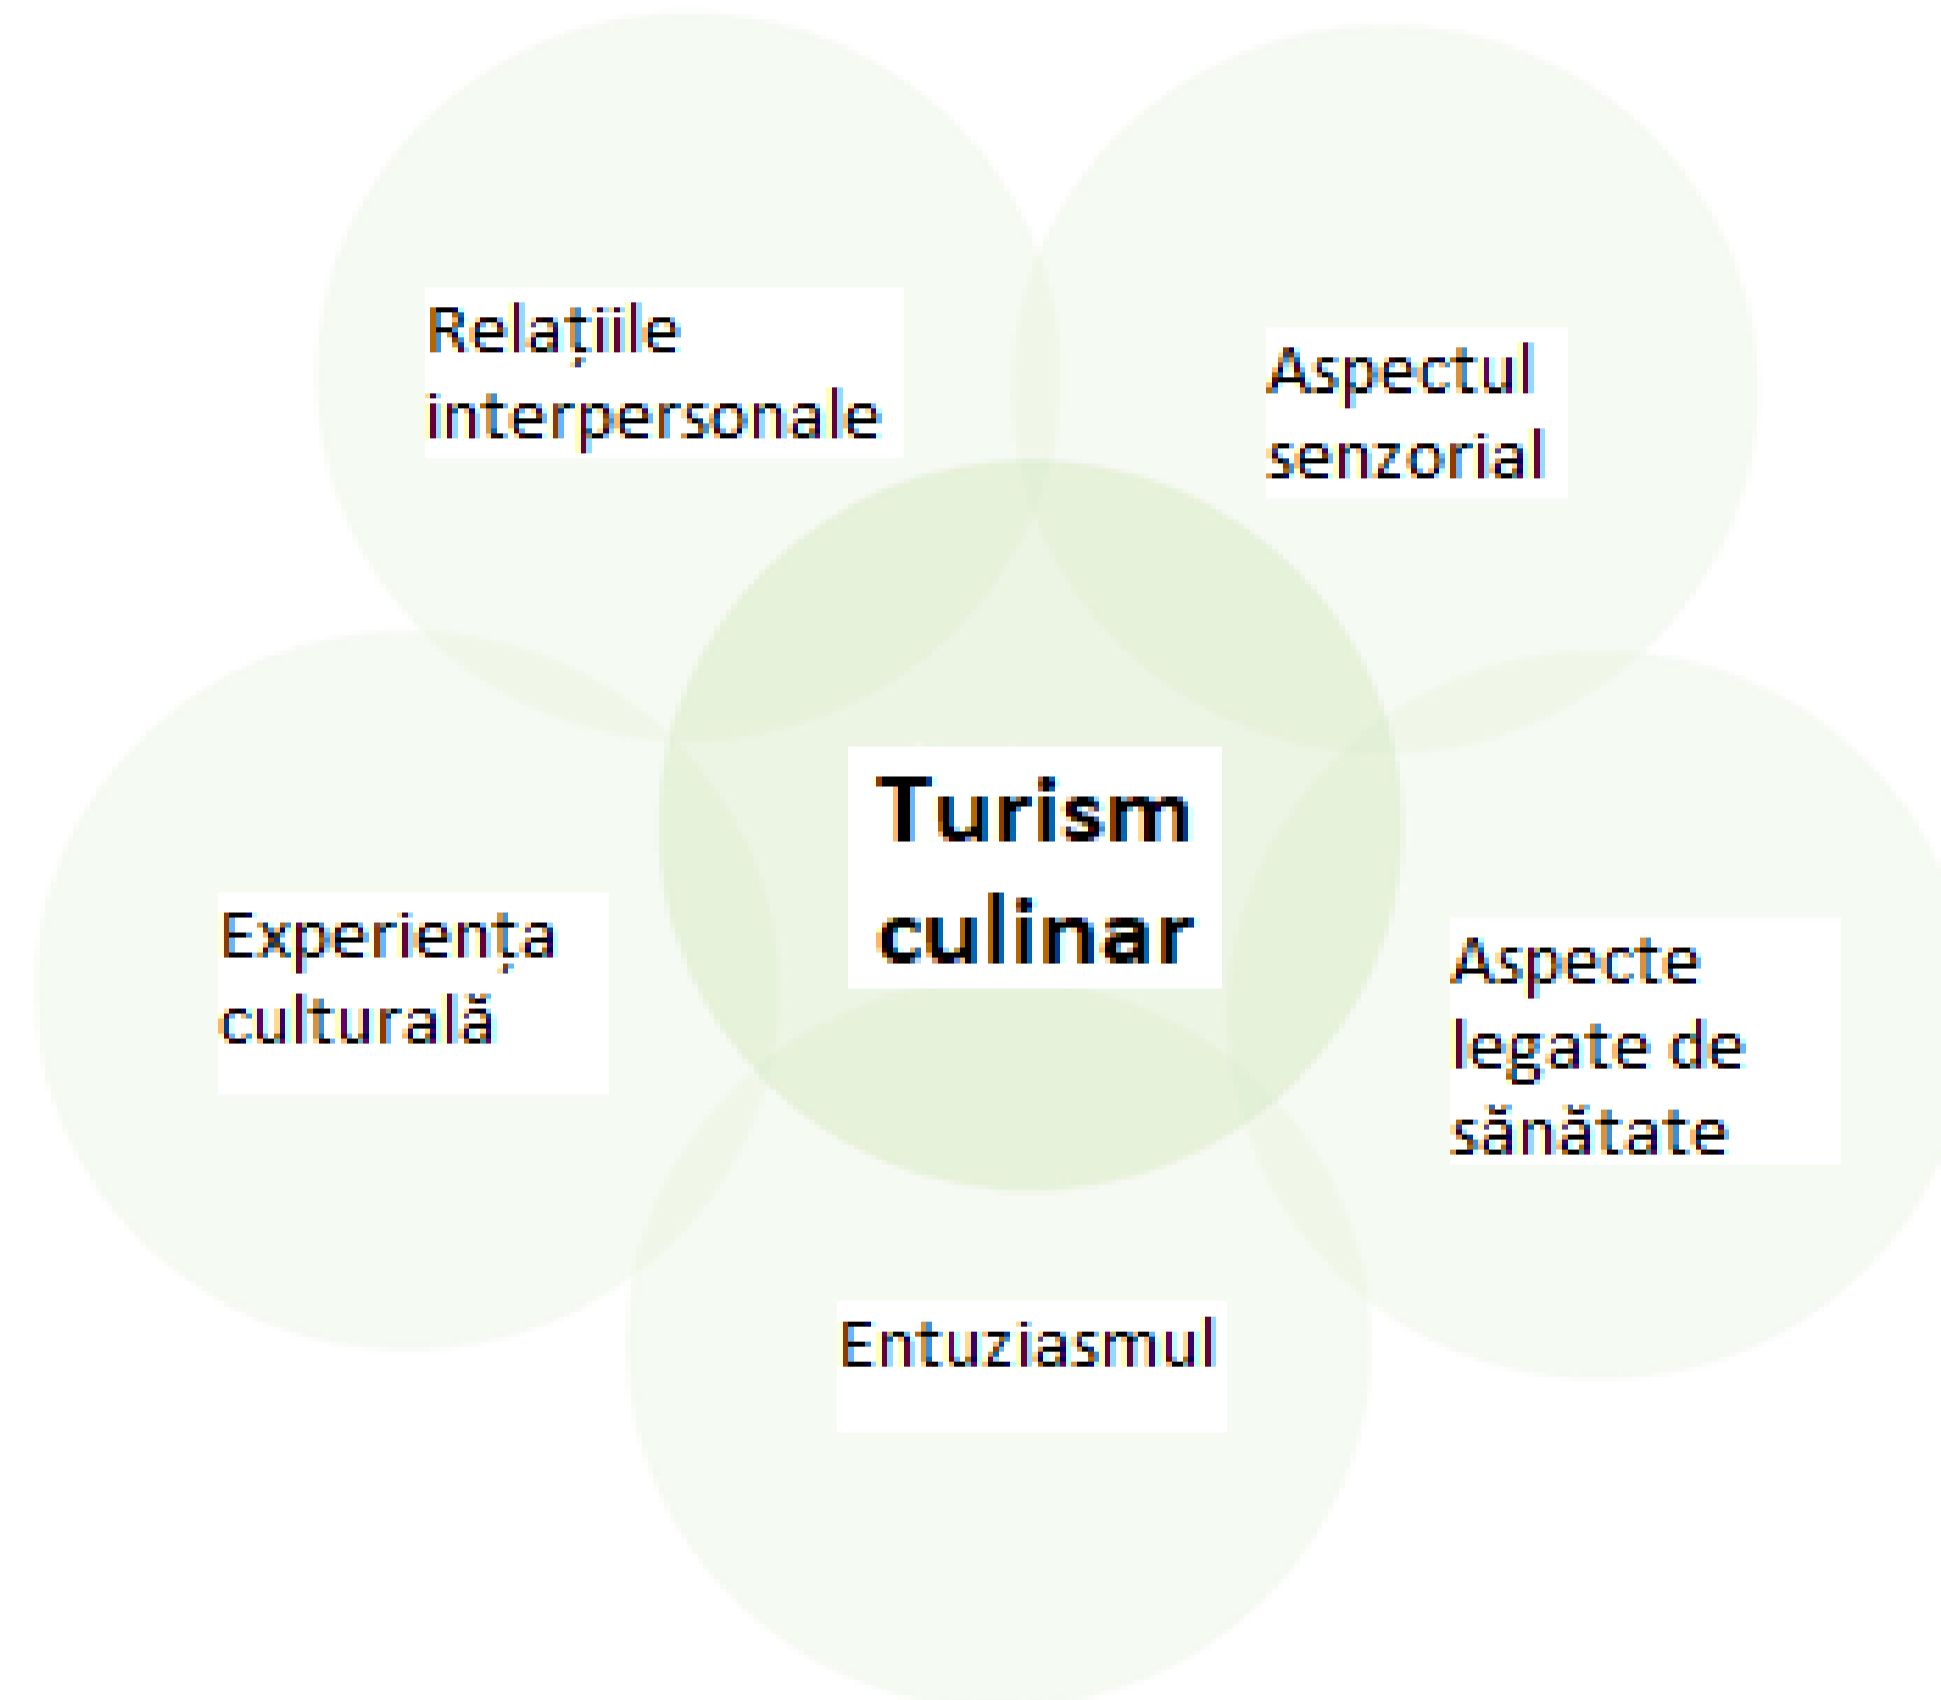 Relațiile
interpersonale
Aspectul
senzorial
Turism
culinar
Experiența
culturală
Aspecte
legate de
sănătate
Entuziasmul